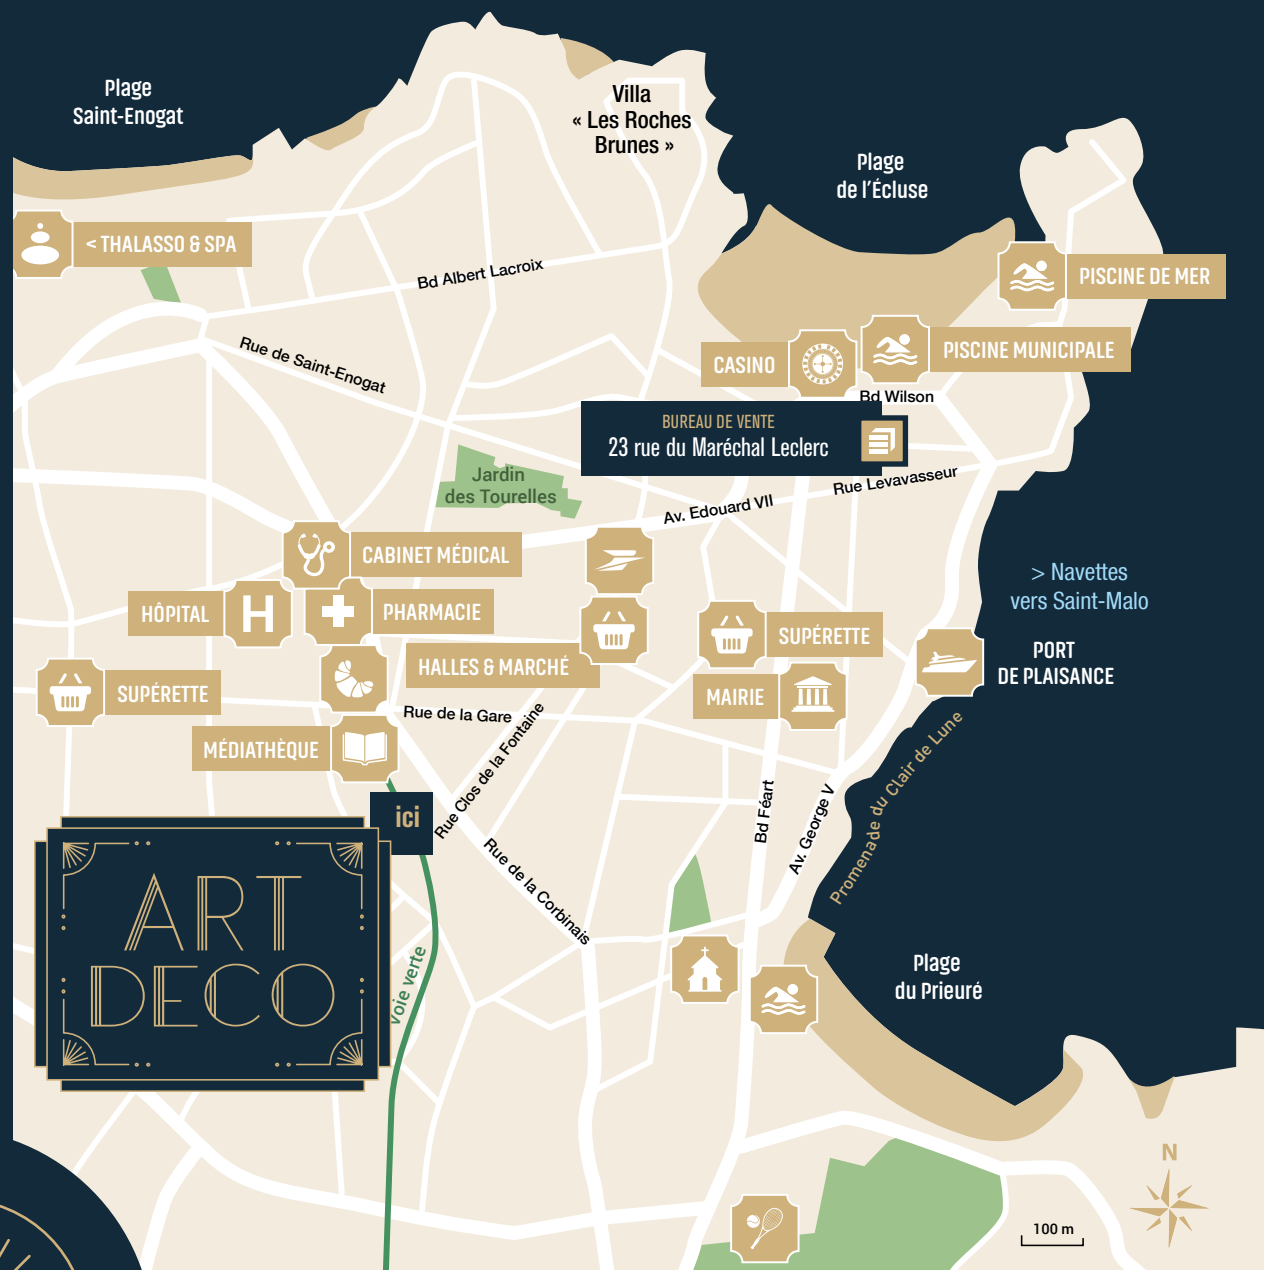 Plage
Saint-Enogat
Villa
« Les Roches
Brunes »
Plage
de l'Écluse
< THALASSO & SPA
Bd Albert Lacroix
PISCINE DE MER
Rue de Saint-Enogat
CASINO
PISCINE MUNICIPALE
Bd Wilson
BUREAU DE VENTE
23 rue du Maréchal Leclerc
Jardin
des Tourelles
Rue Levavasseur
Av. Edouard VII
CABINET MÉDICAL
> Navettes
vers Saint-Malo
HÔPITAL
H
PHARMACIE
SUPÉRETTE
HALLES & MARCHÉ
PORT
DE PLAISANCE
SUPÉRETTE
MAIRIE
Rue de la Gare
MÉDIATHÈQUE
Rue Clos de la Fontaine
Promenade du Clair de Lune
Bd Féart
Av. George V
ici
Rue de la Corbinais
ART
DECO
voie verte
Plage
du Prieuré
N
100 m